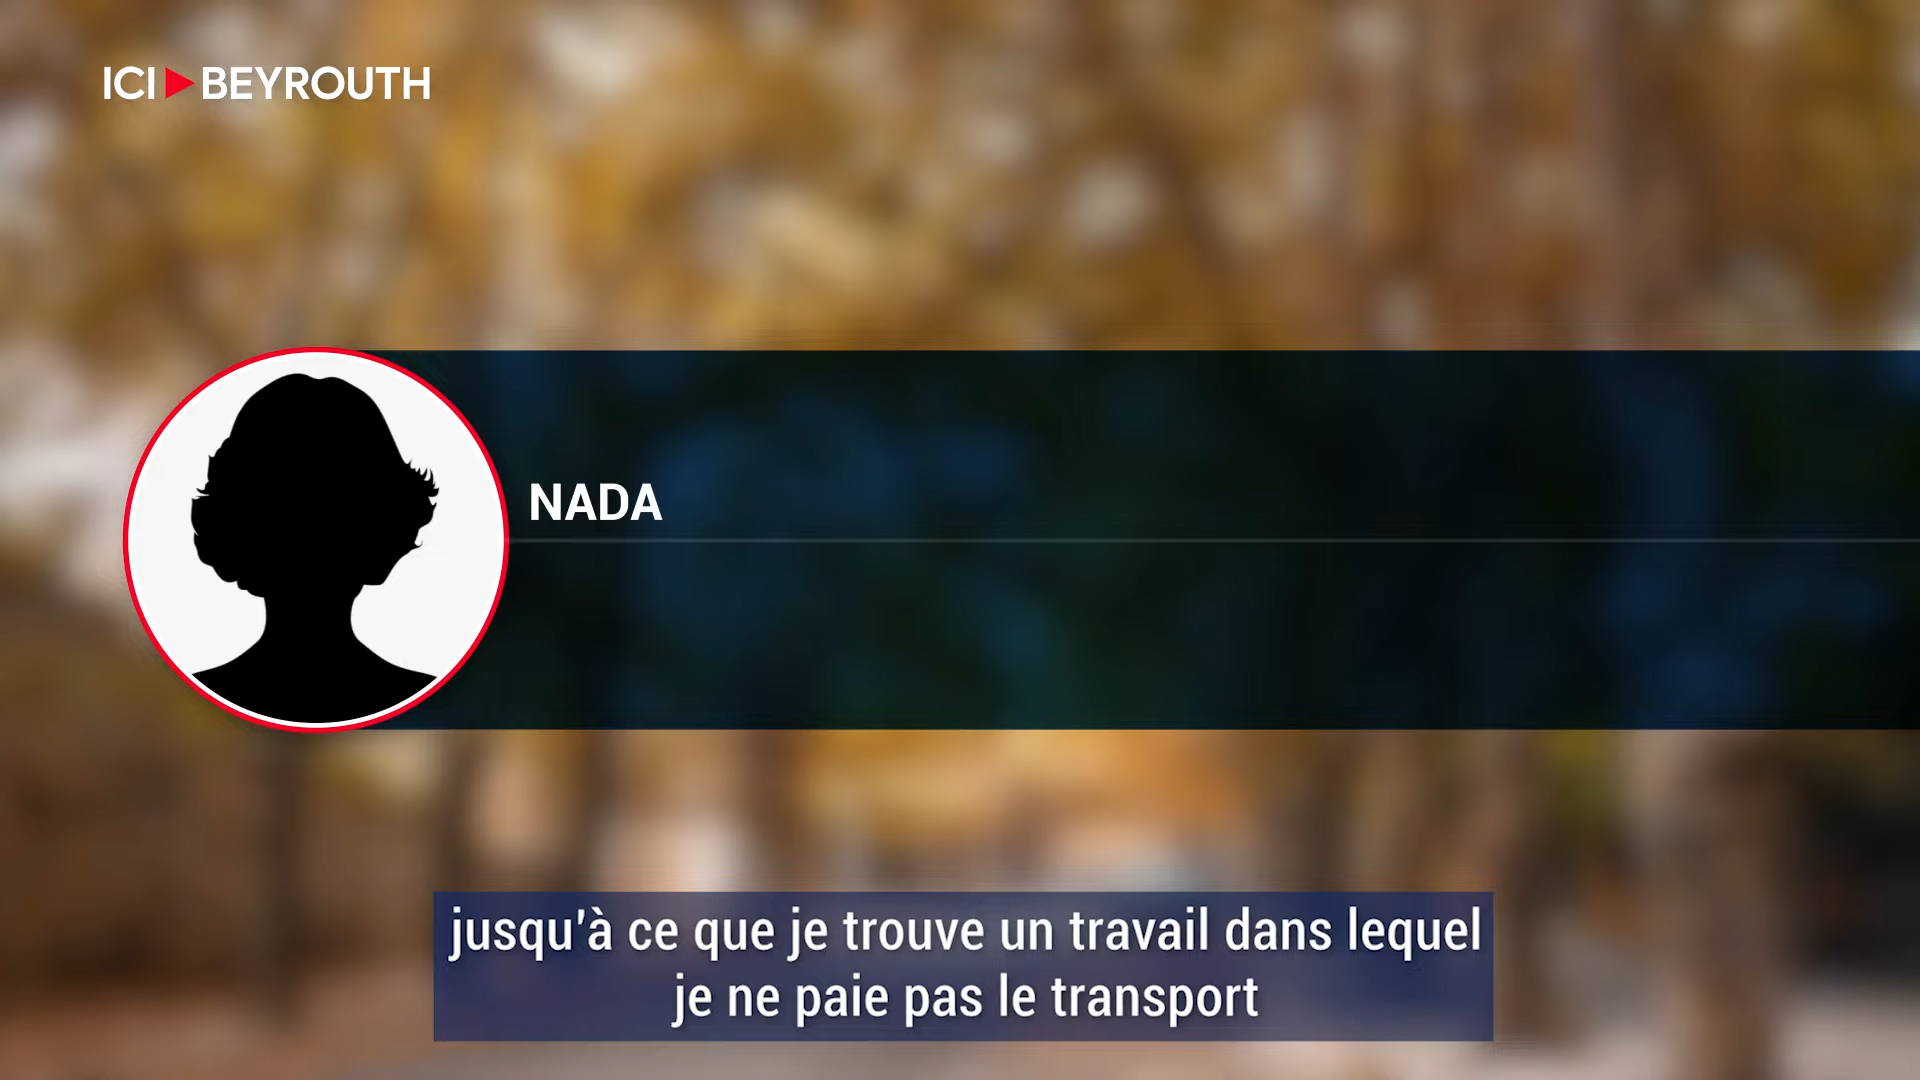 ICI BEYROUTH
NADA
jusqu'à ce que je trouve un travail dans lequel
je ne paie pas le transport